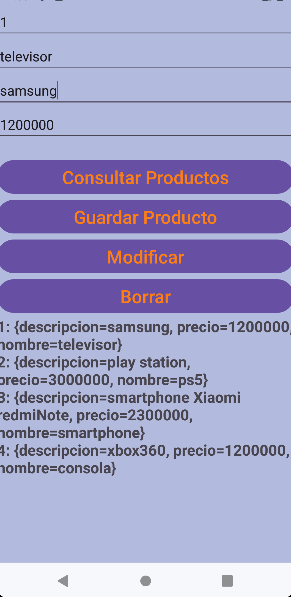 1
televisor
samsung
1200000
Consultar Productos
Guardar Producto
Modificar
Borrar
1: {descripcion=samsung, precio=1200000,
nombre=televisor}
2: {descripcion=play station,
precio=3000000, nombre=ps5}
3: {descripcion=smartphone Xiaomi
redmiNote, precio=2300000,
nombre=smartphone}
4: {descripcion=xbox360, precio=1200000,
nombre=consola}